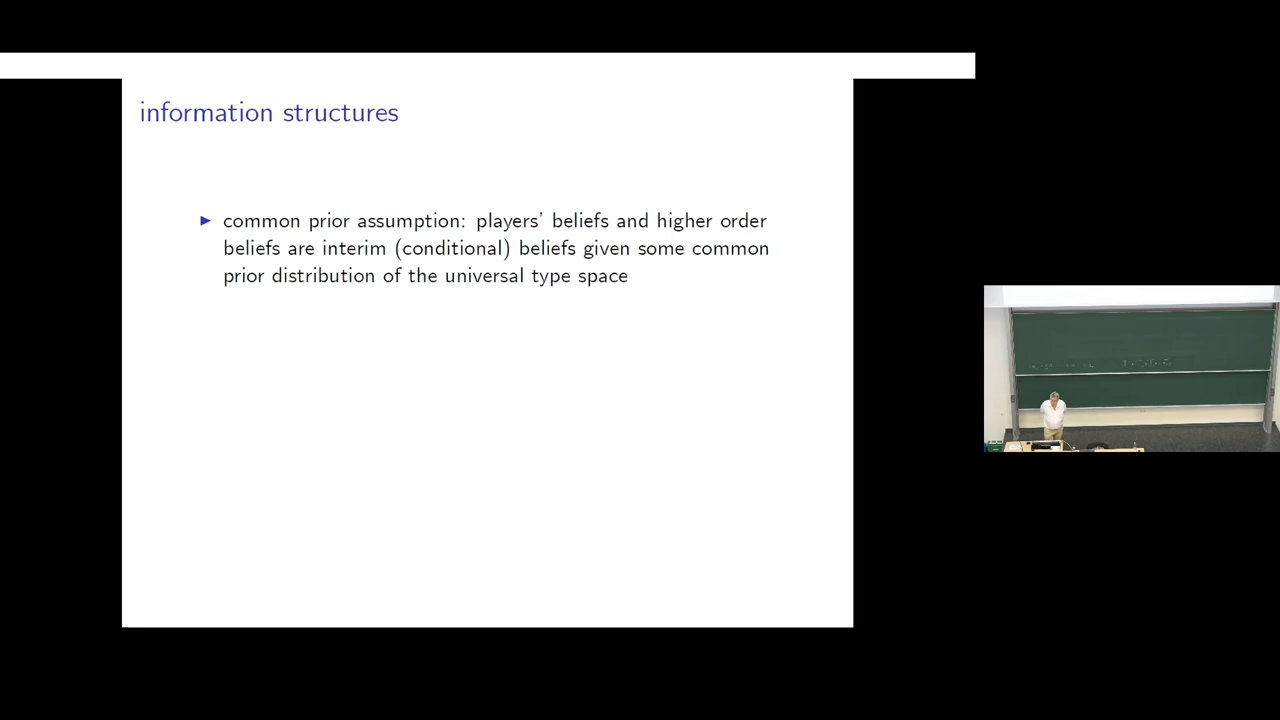 information structures
▶ common prior assumption: players' beliefs and higher order
beliefs are interim (conditional) beliefs given some common
prior distribution of the universal type space